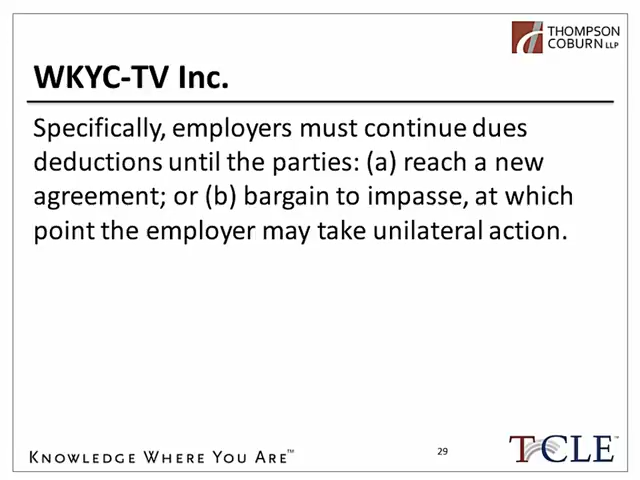 THOMPSON
COBURN LLP
WKYC-TV Inc.
Specifically, employers must continue dues
deductions until the parties: (a) reach a new
agreement; or (b) bargain to impasse, at which
point the employer may take unilateral action.
KNOWLEDGE WHERE YOU ARE™
29
TCLE™